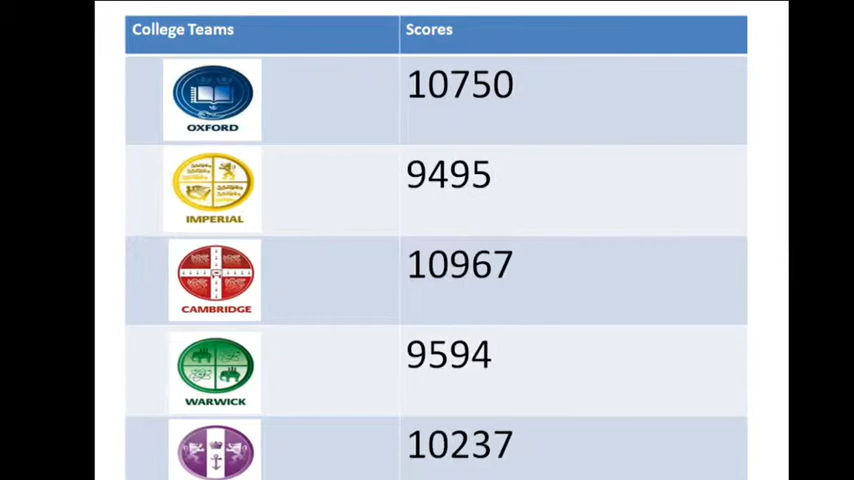 College Teams Scores
10750
OXFORD
9495
IMPERIAL
10967
CAMBRIDGE
9594
WARWICK
10237